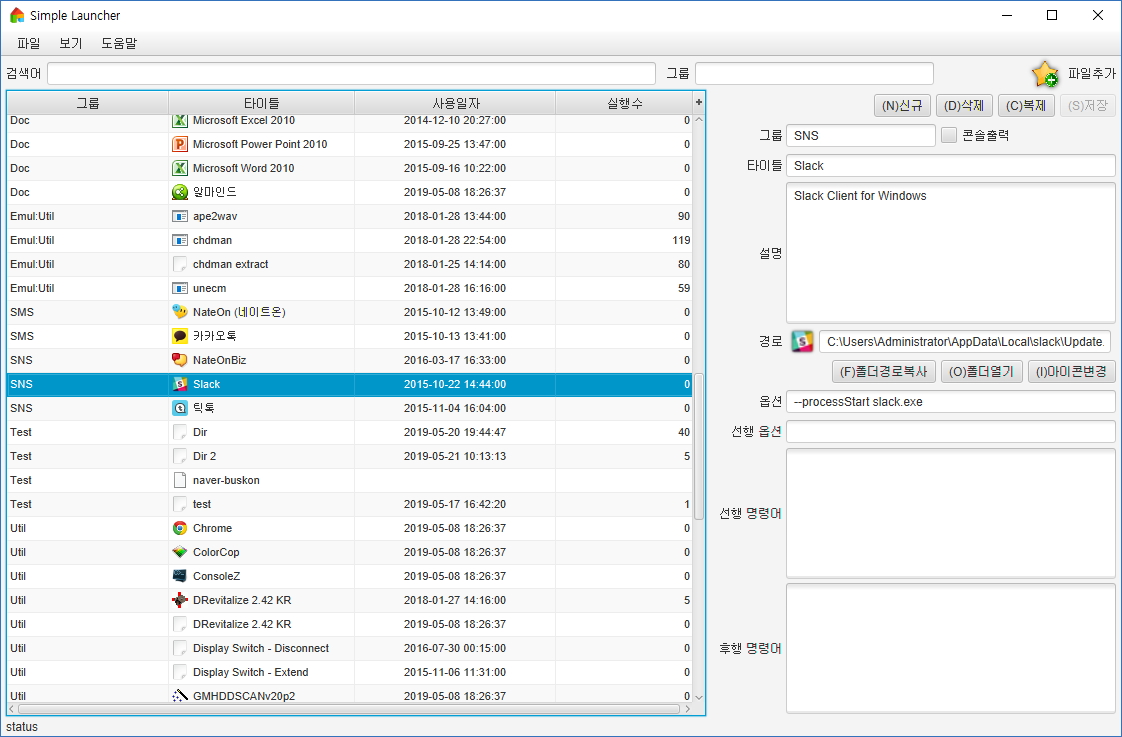 Simple Launcher
파일 보기 도움말
검색어 그룹 파일추가
그룹 타이틀 사용일자 실행수 +
Doc Microsoft Excel 2010 2014-12-10 20:27:00 0
Doc Microsoft Power Point 2010 2015-09-25 13:47:00 0
Doc Microsoft Word 2010 2015-09-16 10:22:00 0
Doc 알마인드 2019-05-08 18:26:37 0
Emul:Util ape2wav 2018-01-28 13:44:00 90
Emul:Util chdman 2018-01-28 22:54:00 119
Emul:Util chdman extract 2018-01-25 14:14:00 80
Emul:Util unecm 2018-01-28 16:16:00 59
SMS NateOn (네이트온) 2015-10-12 13:49:00 0
SMS 카카오톡 2015-10-13 13:41:00 0
SNS NateOnBiz 2016-03-17 16:33:00 0
SNS Slack 2015-10-22 14:44:00 0
SNS 틱톡 2015-11-04 16:04:00 0
Test Dir 2019-05-20 19:44:47 40
Test Dir 2 2019-05-21 10:13:13 5
Test naver-buskon
Test test 2019-05-17 16:42:20 1
Util Chrome 2019-05-08 18:26:37 0
Util ColorCop 2019-05-08 18:26:37 0
Util ConsoleZ 2019-05-08 18:26:37 0
Util DRevitalize 2.42 KR 2018-01-27 14:16:00 5
Util DRevitalize 2.42 KR 2019-05-08 18:26:37 0
Util Display Switch - Disconnect 2016-07-30 00:15:00 0
Util Display Switch - Extend 2015-11-06 11:31:00 0
Util GMHDDSCANv20p2 2019-05-08 18:26:37 0
(N)신규 (D)삭제 (C)복제 (S)저장
그룹 SNS 콘솔출력
타이틀 Slack
설명 Slack Client for Windows
경로 C:\Users\Administrator\AppData\Local\slack\Update.
(F)폴더경로복사 (O)폴더열기 (I)아이콘변경
옵션 --processStart slack.exe
선행 옵션
선행 명령어
후행 명령어
status